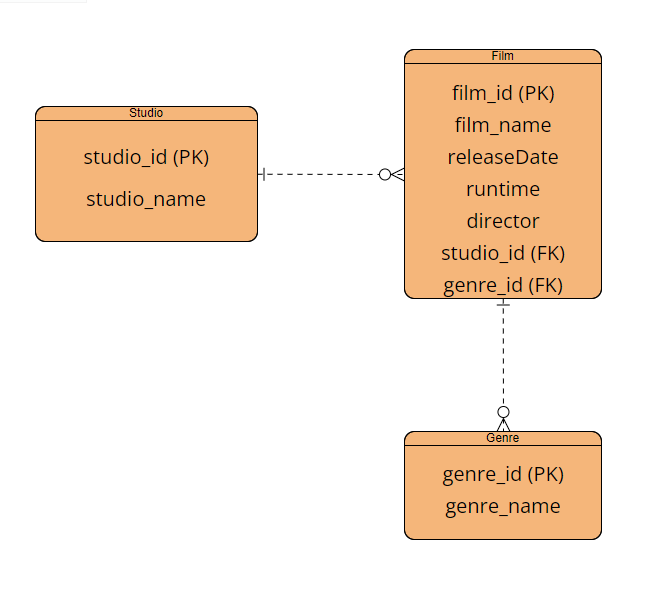 Studio
studio_id (PK)
studio_name
Film
film_id (PK)
film_name
releaseDate
runtime
director
studio_id (FK)
genre_id (FK)
Genre
genre_id (PK)
genre_name